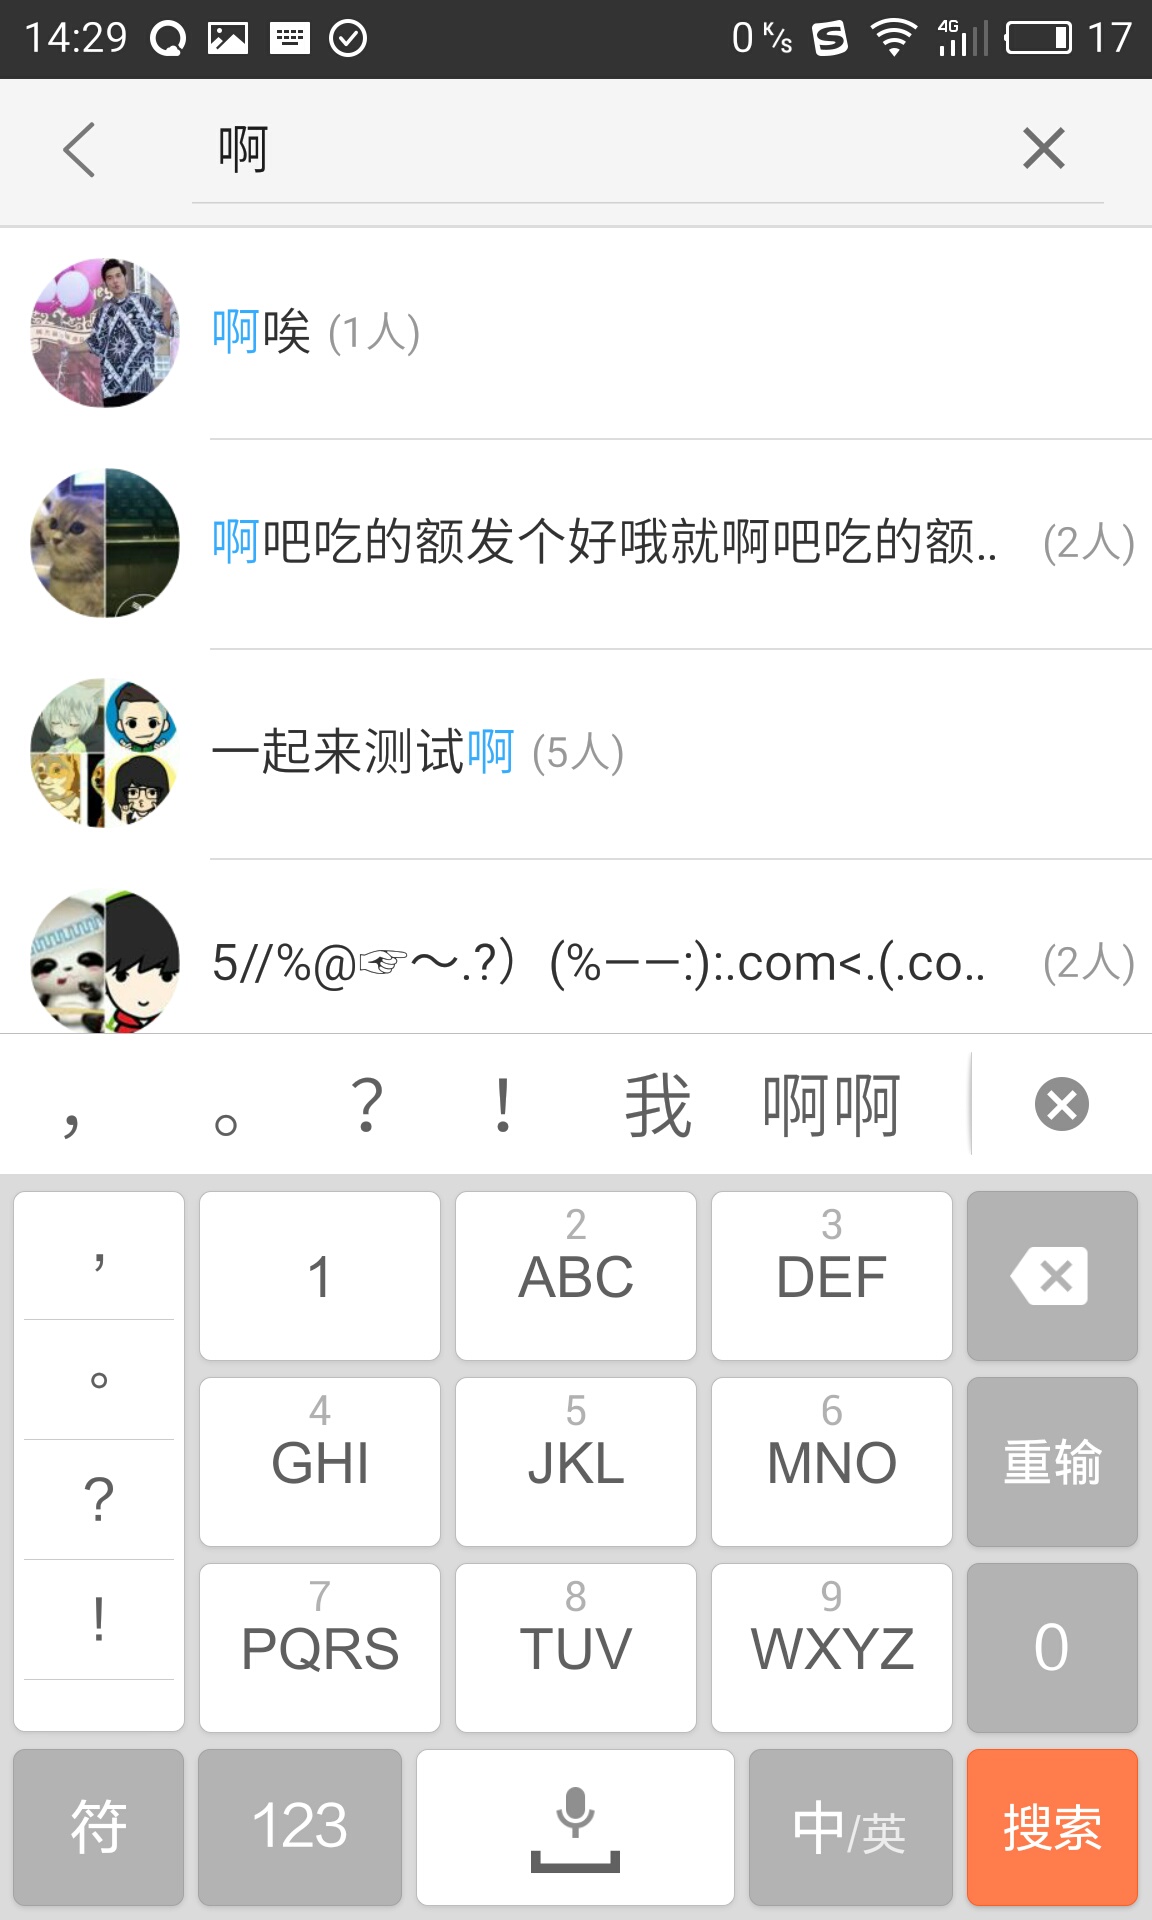 14:29 0 K/s 4G 17
啊
啊唉 (1人)
啊吧吃的额发个好哦就啊吧吃的额.. (2人)
一起来测试啊 (5人)
5//%@☞～.?）(%——:):.com<.(.co.. (2人)
， 。 ？ ！ 我 啊啊
， 1 2 ABC 3 DEF
。 4 GHI 5 JKL 6 MNO 重输
? 7 PQRS 8 TUV 9 WXYZ 0
!
符 123 中/英 搜索